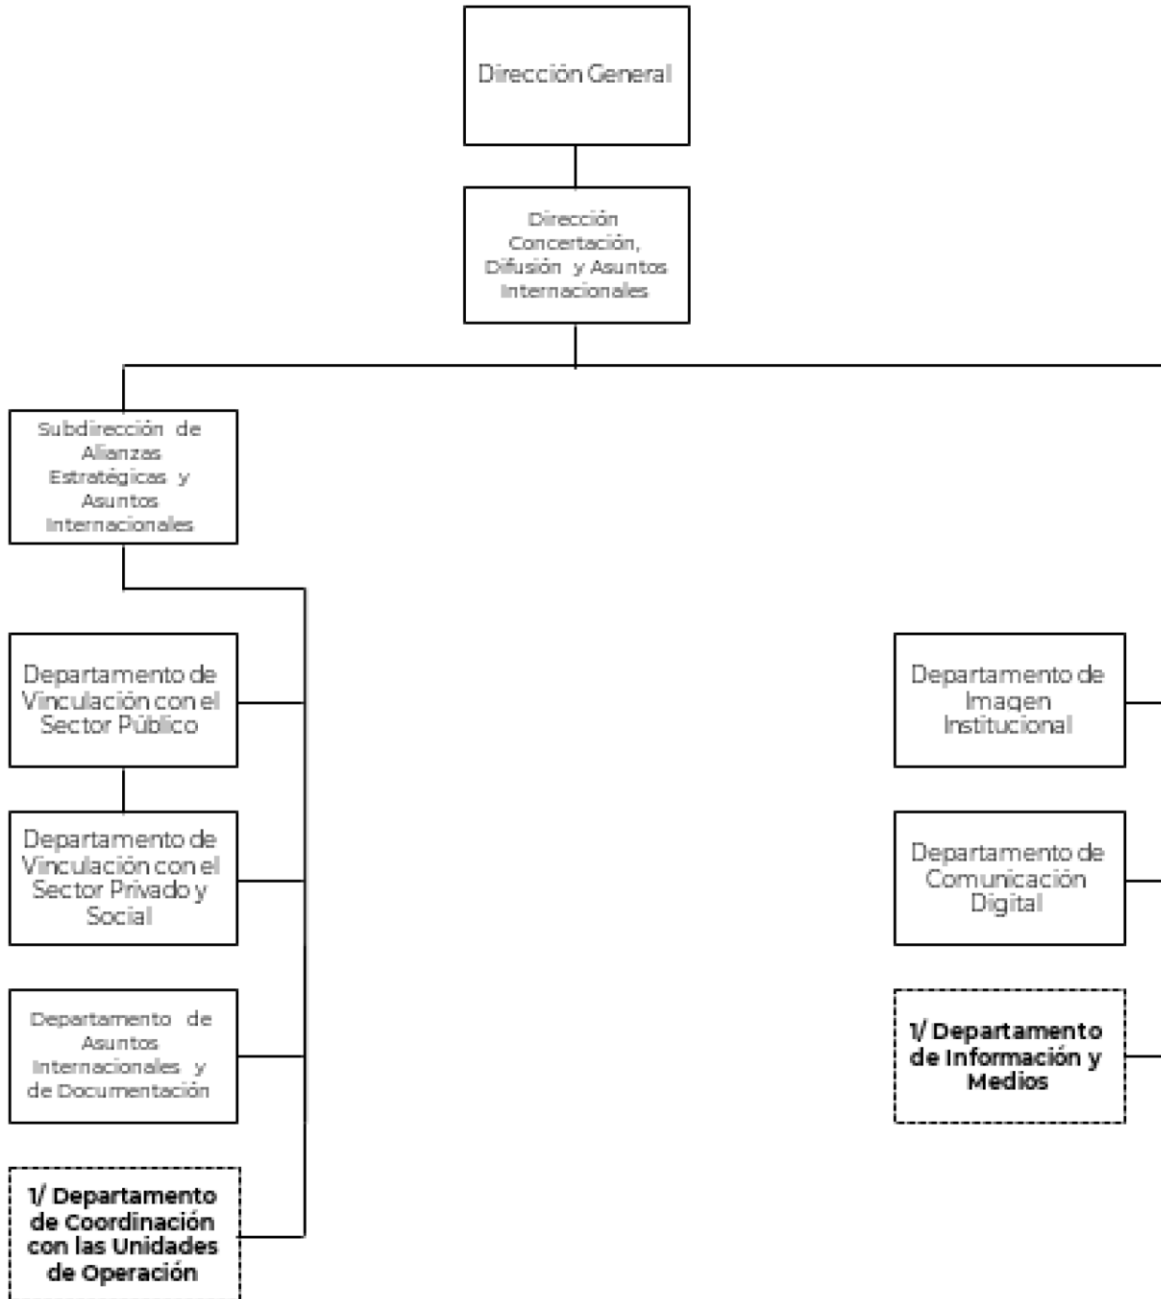 Dirección General
Dirección
Concertación,
Difusión y Asuntos
Internacionales
Subdirección de
Alianzas
Estratégicas y
Asuntos
Internacionales
Departamento de
Vinculación con el
Sector Público
Departamento de
Vinculación con el
Sector Privado y
Social
Departamento de
Asuntos
Internacionales y
de Documentación
1/ Departamento
de Coordinación
con las Unidades
de Operación
Departamento de
Imagen
Institucional
Departamento de
Comunicación
Digital
1/ Departamento
de Información y
Medios